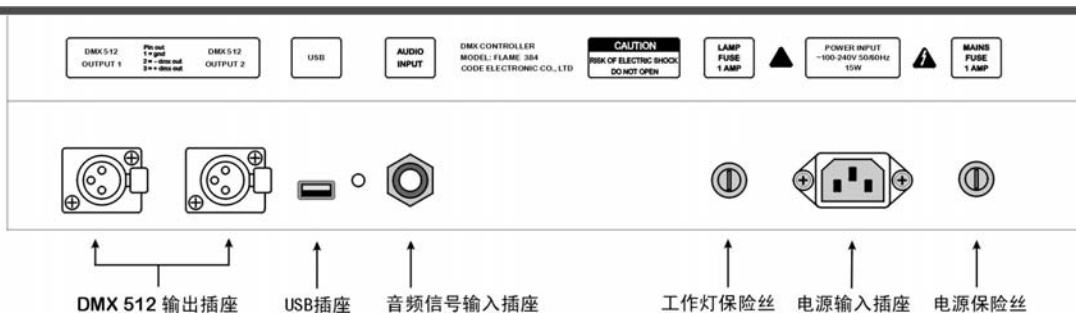 DMX512
OUTPUT 1
Pin out
1 = gnd
2 = - dmx out
3 = + dmx out
DMX512
OUTPUT 2
USB
AUDIO
INPUT
DMX CONTROLLER
MODEL: FLAME 384
CODE ELECTRONIC CO., LTD
CAUTION
RISK OF ELECTRIC SHOCK
DO NOT OPEN
LAMP
FUSE
1 AMP
POWER INPUT
~100-240V 50/60Hz
15W
MAINS
FUSE
1 AMP
DMX 512 输出插座
USB插座
音频信号输入插座
工作灯保险丝
电源输入插座
电源保险丝